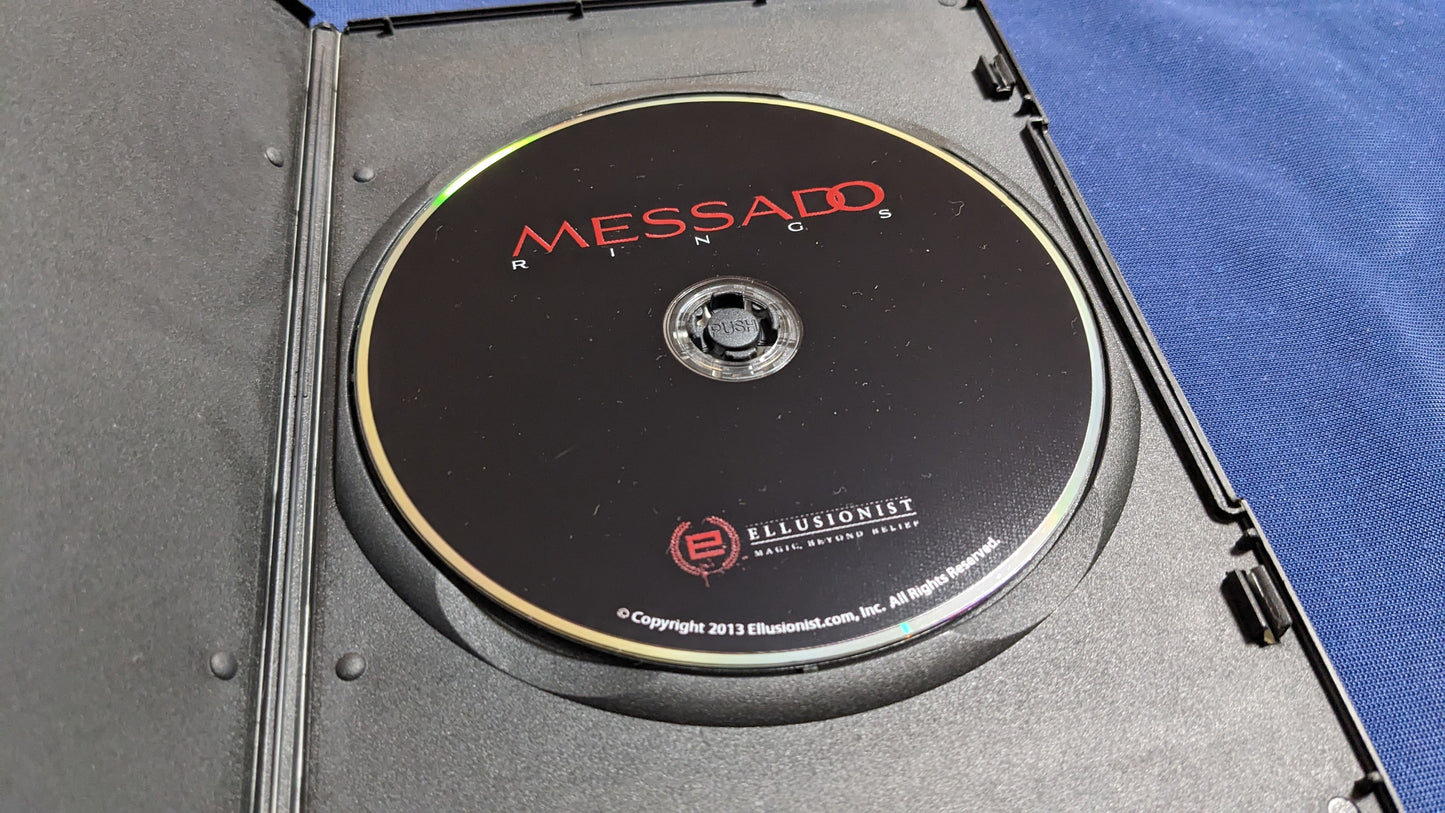 MESSADO
RINGS
PUSH
e ELLUSIONIST
MAGIC. BEYOND BELIEF
© Copyright 2013 Ellusionist.com, Inc. All Rights Reserved.